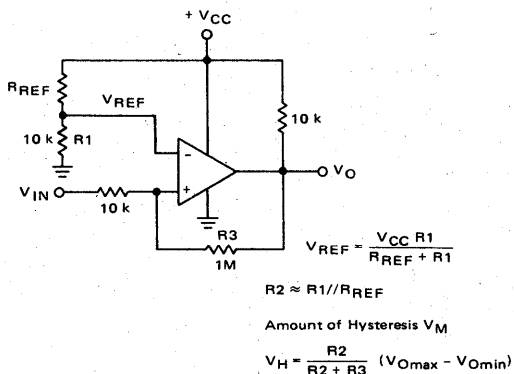 + VCC
RREF
VREF
10 k
10 k R1
-
VIN
+
VO
10 k
R3
1M
VREF = VCC R1 / RREF + R1
R2 ≈ R1//RREF
Amount of Hysteresis VM
VH = R2 / R2 + R3 (VOmax - VOmin)